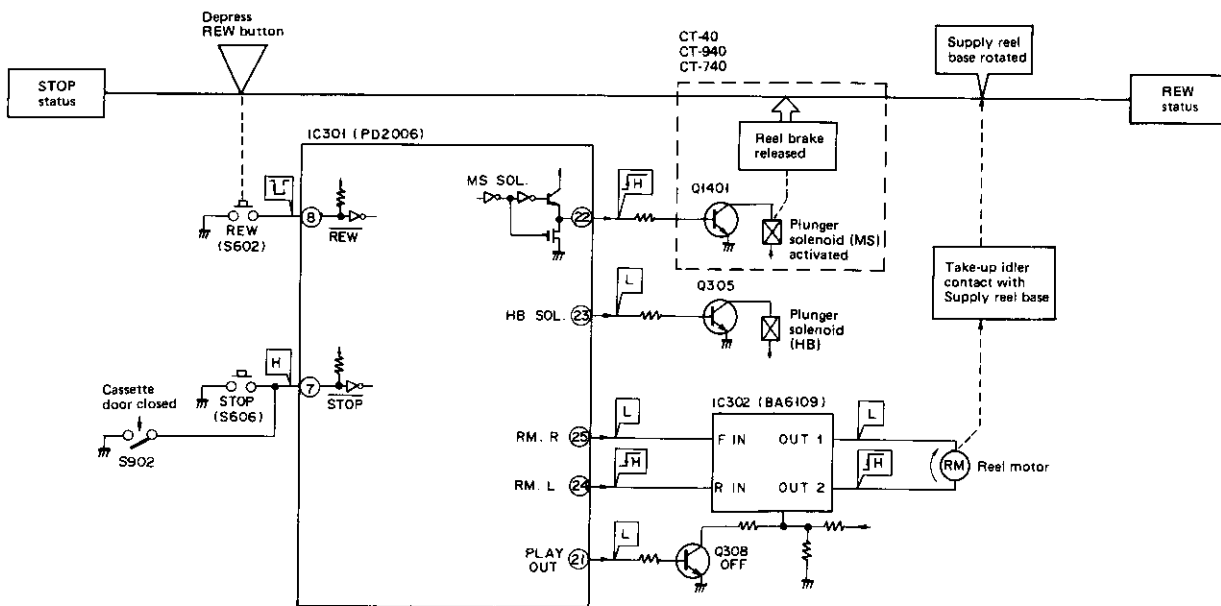 Depress
REW button
CT-40
CT-940
CT-740
Supply reel
base rotated
STOP
status
REW
status
IC301 (PD2006)
Reel brake
released
MS SOL.
H
Q1401
L
8
REW
REW
(S602)
22
Plunger
solenoid (MS)
activated
Take-up idler
contact with
Supply reel base
L
Q305
HB SOL.
23
Plunger
solenoid
(HB)
H
7
STOP
STOP
(S606)
Cassette
door closed
S902
IC302 (BA6109)
RM. R
25
L
F IN
OUT 1
L
RM. L
24
H
R IN
OUT 2
H
RM
Reel motor
PLAY
OUT
21
L
Q308
OFF